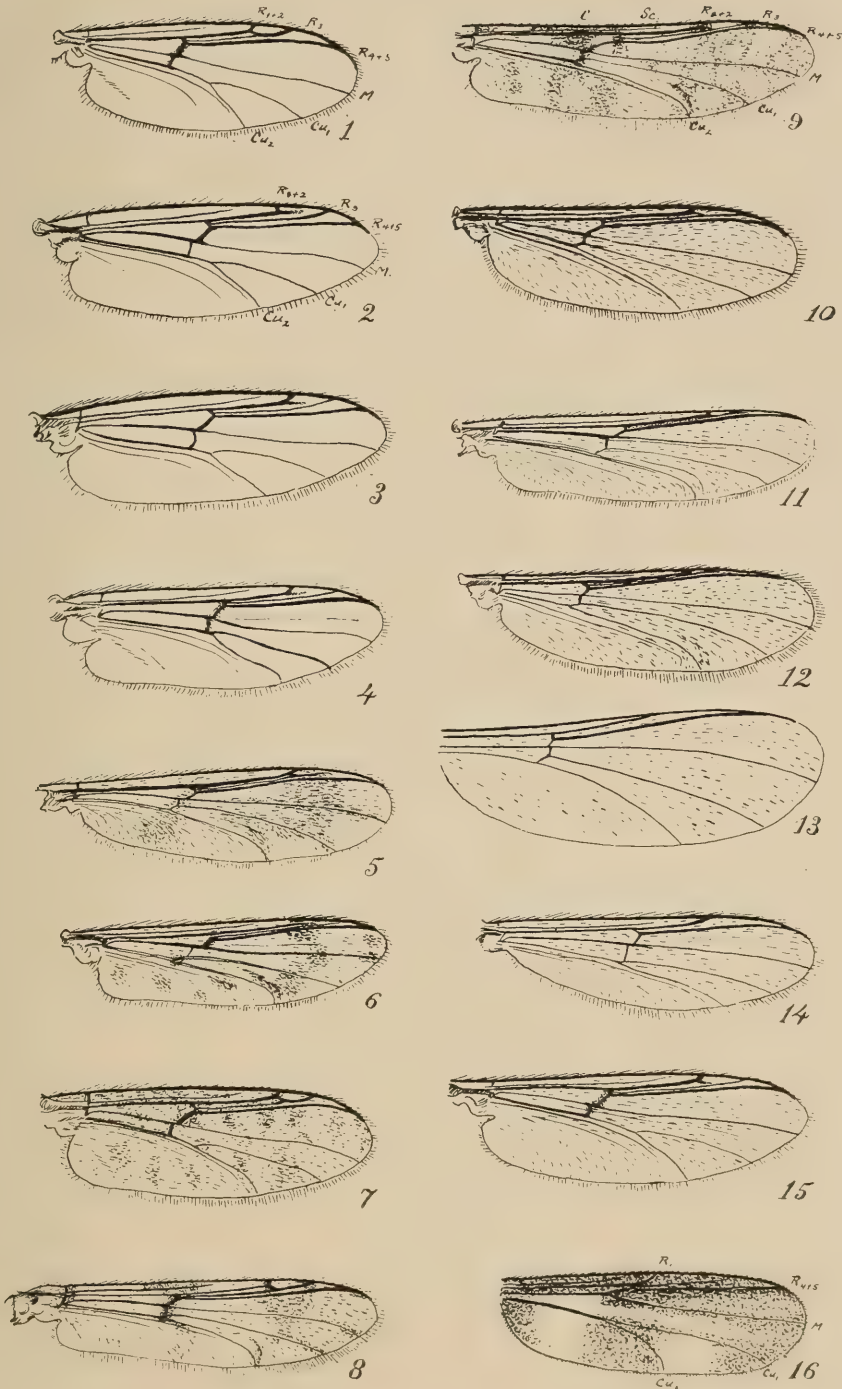 R₁₊₂ R₃
R₄₊₅
M
Cu₁
Cu₂
1
R₁₊₂
R₃
R₄₊₅
M.
Cu₁
Cu₂
2
3
4
5
6
7
8
C Sc. R₁₊₂ R₃
R₄₊₅
M
Cu₁
Cu₂
9
10
11
12
13
14
15
R₁
R₄₊₅
M
Cu₁
Cu₂
16